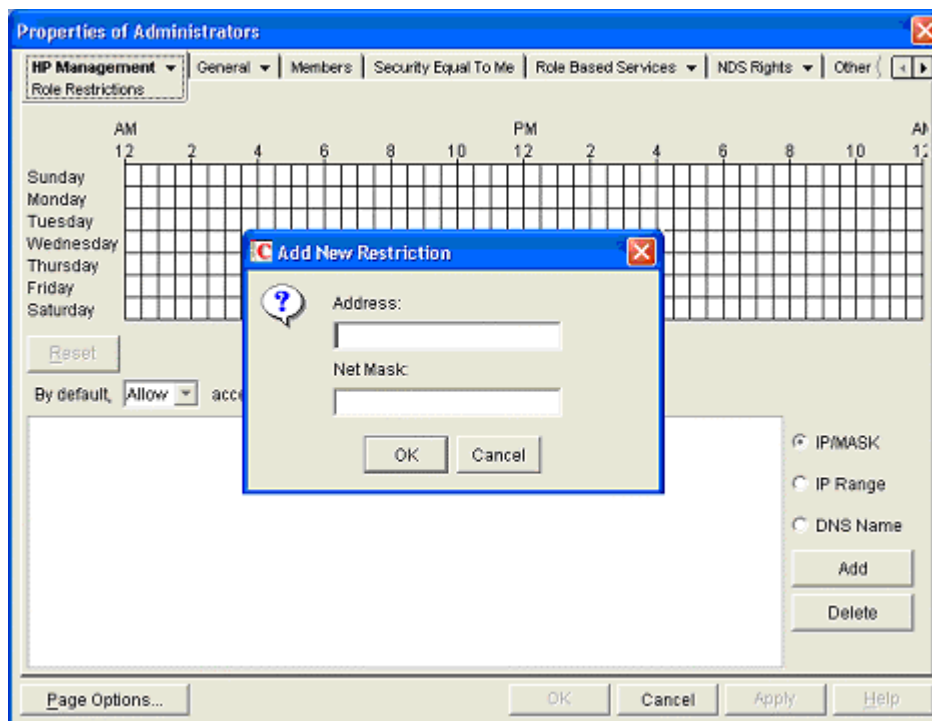 Properties of Administrators
HP Management General Members Security Equal To Me Role Based Services NDS Rights Other
Role Restrictions
AM PM AM
12 2 4 6 8 10 12 2 4 6 8 10 12
Sunday
Monday
Tuesday
Wednesday
Thursday
Friday
Saturday
Reset
By default, Allow acce
C Add New Restriction
?
Address:
Net Mask:
OK Cancel
IP/MASK
IP Range
DNS Name
Add
Delete
Page Options... OK Cancel Apply Help